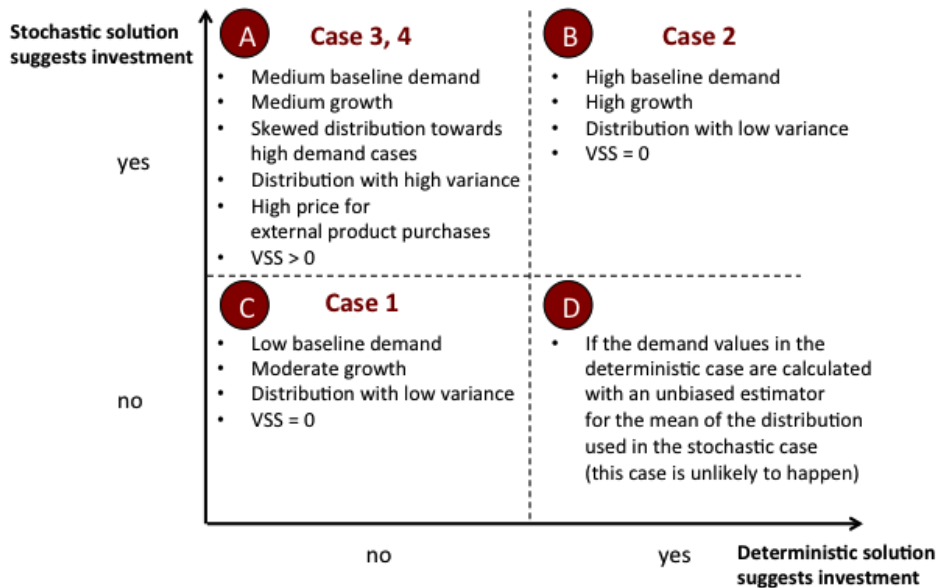 Stochastic solution
suggests investment
A
Case 3, 4
• Medium baseline demand
• Medium growth
• Skewed distribution towards
high demand cases
• Distribution with high variance
• High price for
external product purchases
• VSS > 0
B
Case 2
• High baseline demand
• High growth
• Distribution with low variance
• VSS = 0
yes
C
Case 1
• Low baseline demand
• Moderate growth
• Distribution with low variance
• VSS = 0
D
• If the demand values in the
deterministic case are calculated
with an unbiased estimator
for the mean of the distribution
used in the stochastic case
(this case is unlikely to happen)
no
no
yes
Deterministic solution
suggests investment